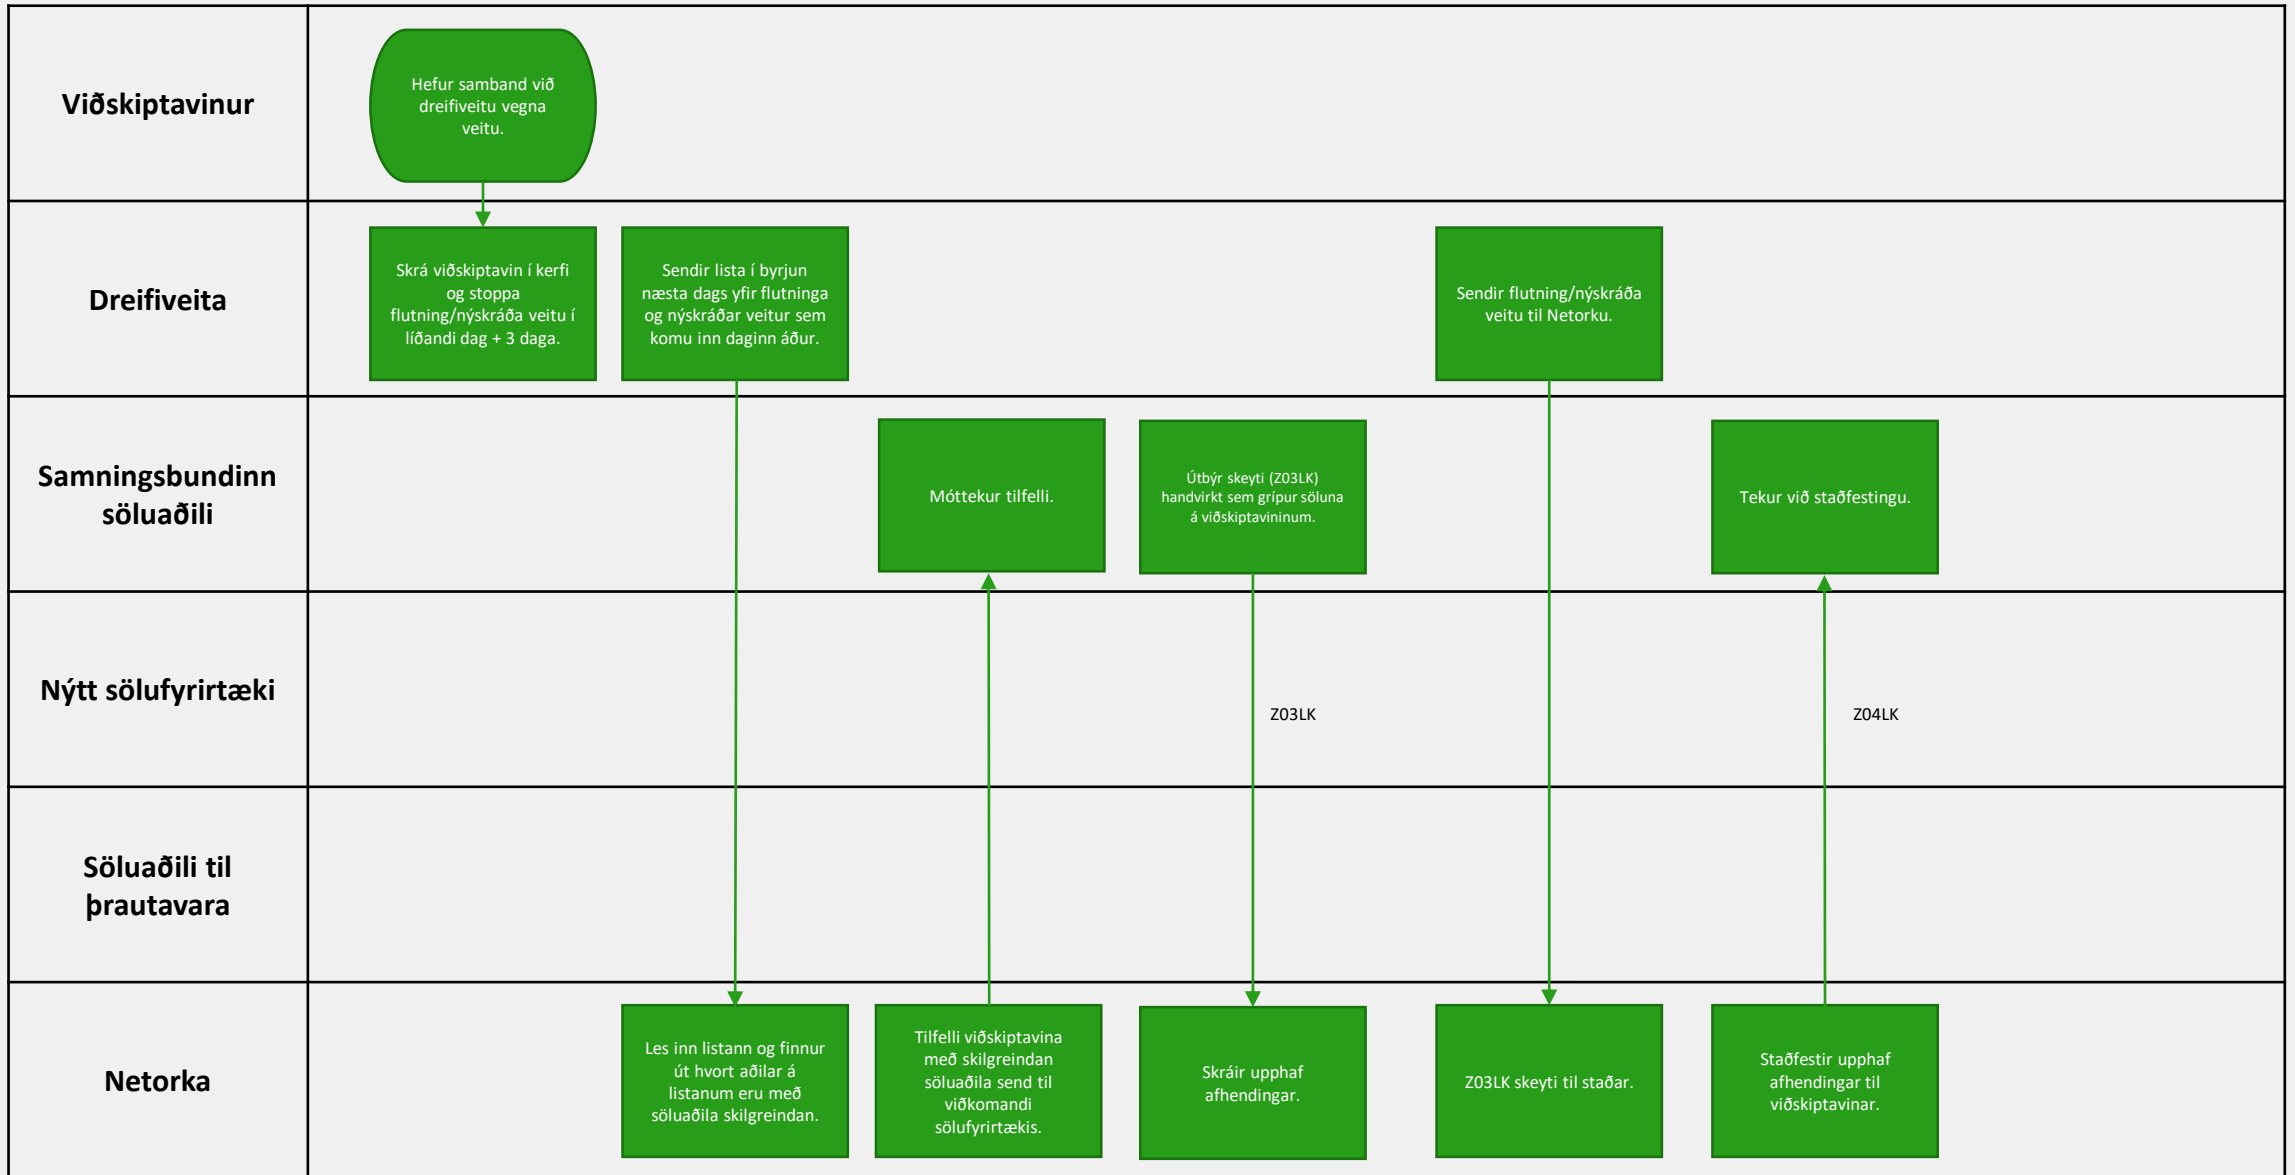 Viðskiptavinur
Hefur samband við
dreifiveitu vegna
veitu.
Dreifiveita
Skrá viðskiptavin í kerfi
og stoppa
flutning/nýskráða veitu í
líðandi dag + 3 daga.
Sendir lista í byrjun
næsta dags yfir flutninga
og nýskráðar veitur sem
komu inn daginn áður.
Sendir flutning/nýskráða
veitu til Netorku.
Samningsbundinn
söluaðili
Móttekur tilfelli.
Útbýr skeyti (Z03LK)
handvirkt sem grípur söluna
á viðskiptavininum.
Tekur við staðfestingu.
Nýtt sölufyrirtæki
Z03LK
Z04LK
Söluaðili til
þrautavara
Netorka
Les inn listann og finnur
út hvort aðilar á
listanum eru með
söluaðila skilgreindan.
Tilfelli viðskiptavina
með skilgreindan
söluaðila send til
viðkomandi
sölufyrirtækis.
Skráir upphaf
afhendingar.
Z03LK skeyti til staðar.
Staðfestir upphaf
afhendingar til
viðskiptavinar.